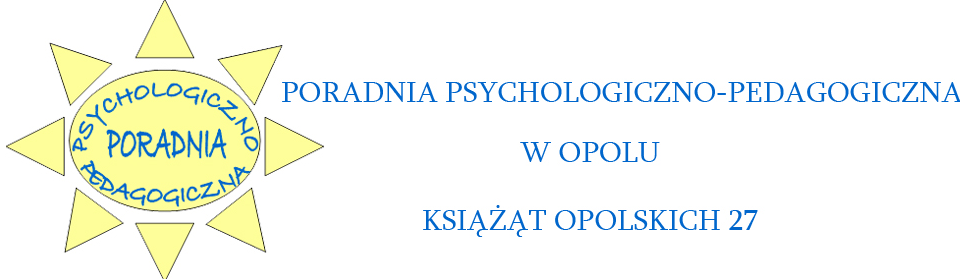 PSYCHOLOGICZNO
PORADNIA
PEDAGOGICZNA
PORADNIA PSYCHOLOGICZNO-PEDAGOGICZNA
W OPOLU
KSIĄŻĄT OPOLSKICH 27